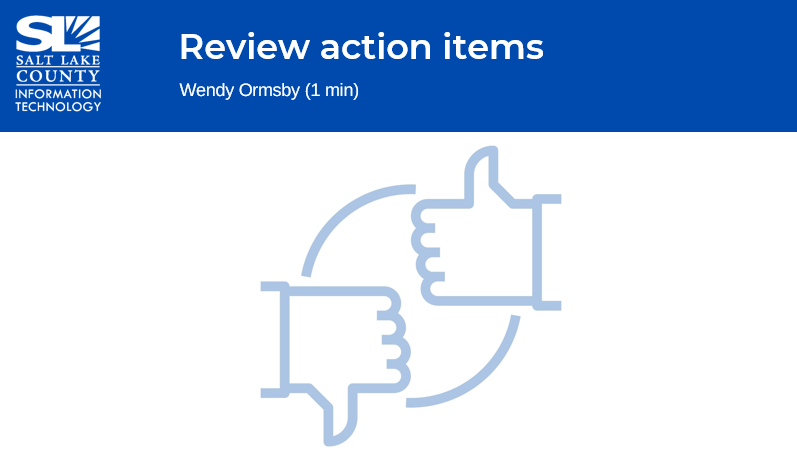 SL
SALT LAKE
COUNTY
INFORMATION
TECHNOLOGY
Review action items
Wendy Ormsby (1 min)